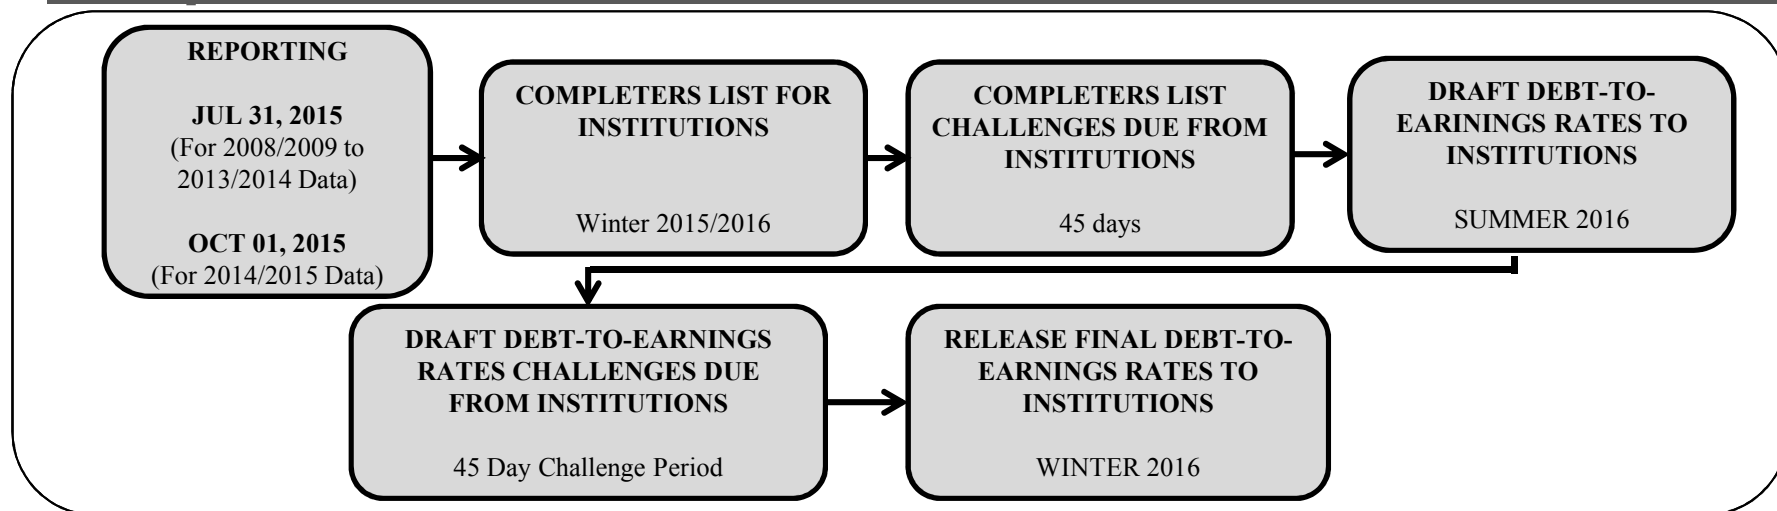 REPORTING
JUL 31, 2015
(For 2008/2009 to
2013/2014 Data)
OCT 01, 2015
(For 2014/2015 Data)
COMPLETERS LIST FOR
INSTITUTIONS
Winter 2015/2016
COMPLETERS LIST
CHALLENGES DUE FROM
INSTITUTIONS
45 days
DRAFT DEBT-TO-
EARININGS RATES TO
INSTITUTIONS
SUMMER 2016
DRAFT DEBT-TO-EARNINGS
RATES CHALLENGES DUE
FROM INSTITUTIONS
45 Day Challenge Period
RELEASE FINAL DEBT-TO-
EARNINGS RATES TO
INSTITUTIONS
WINTER 2016